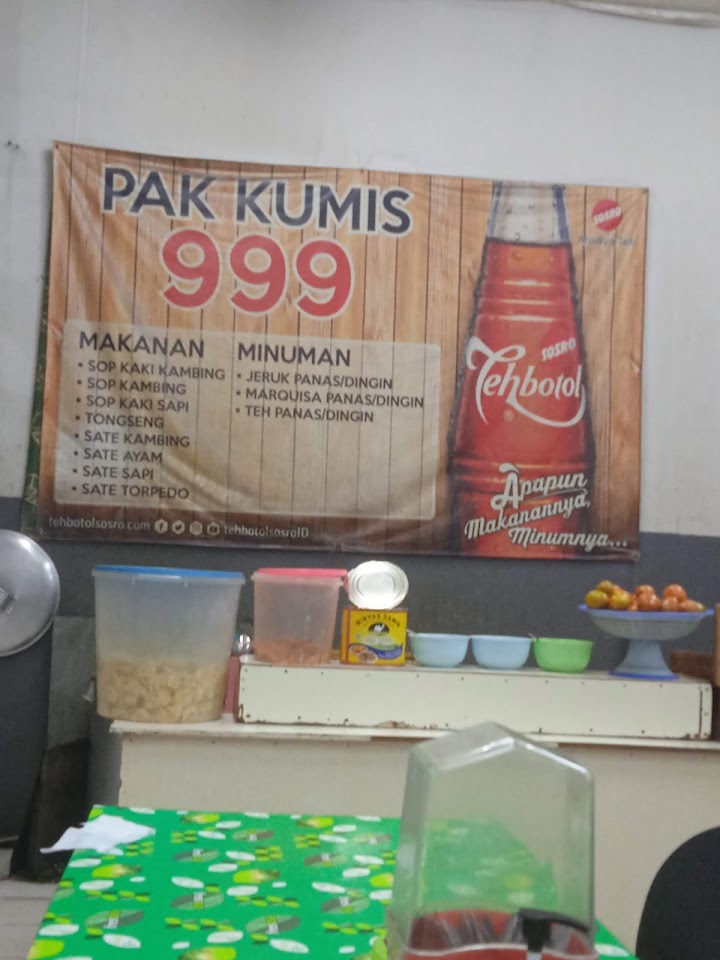 PAK KUMIS
999
MAKANAN
• SOP KAKI KAMBING
• SOP KAMBING
• SOP KAKI SAPI
• TONGSENG
• SATE KAMBING
• SATE AYAM
• SATE SAPI
• SATE TORPEDO
MINUMAN
• JERUK PANAS/DINGIN
• MARQUISA PANAS/DINGIN
• TEH PANAS/DINGIN
SOSRO
SOSRO
Tehbotol
®
Apapun
Makanannya,
Minumnya...
tehbotolsosro.com
tehbotolsosroID
MINYAK SAMIN